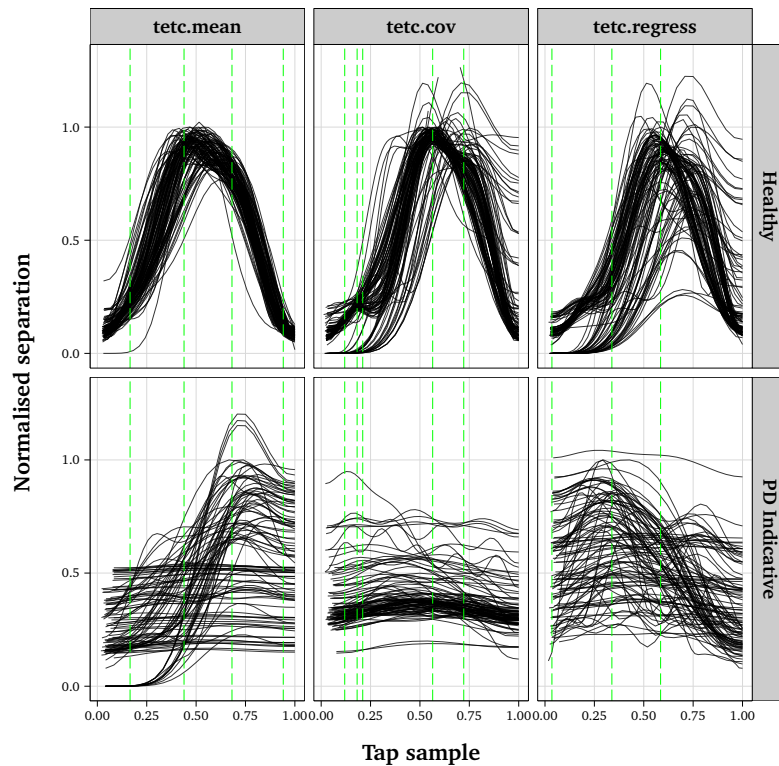 tetc.mean tetc.cov tetc.regress
1.0
0.5
0.0
Healthy
1.0
0.5
0.0
PD Indicative
Normalised separation
0.00 0.25 0.50 0.75 1.00 0.00 0.25 0.50 0.75 1.00 0.00 0.25 0.50 0.75 1.00
Tap sample